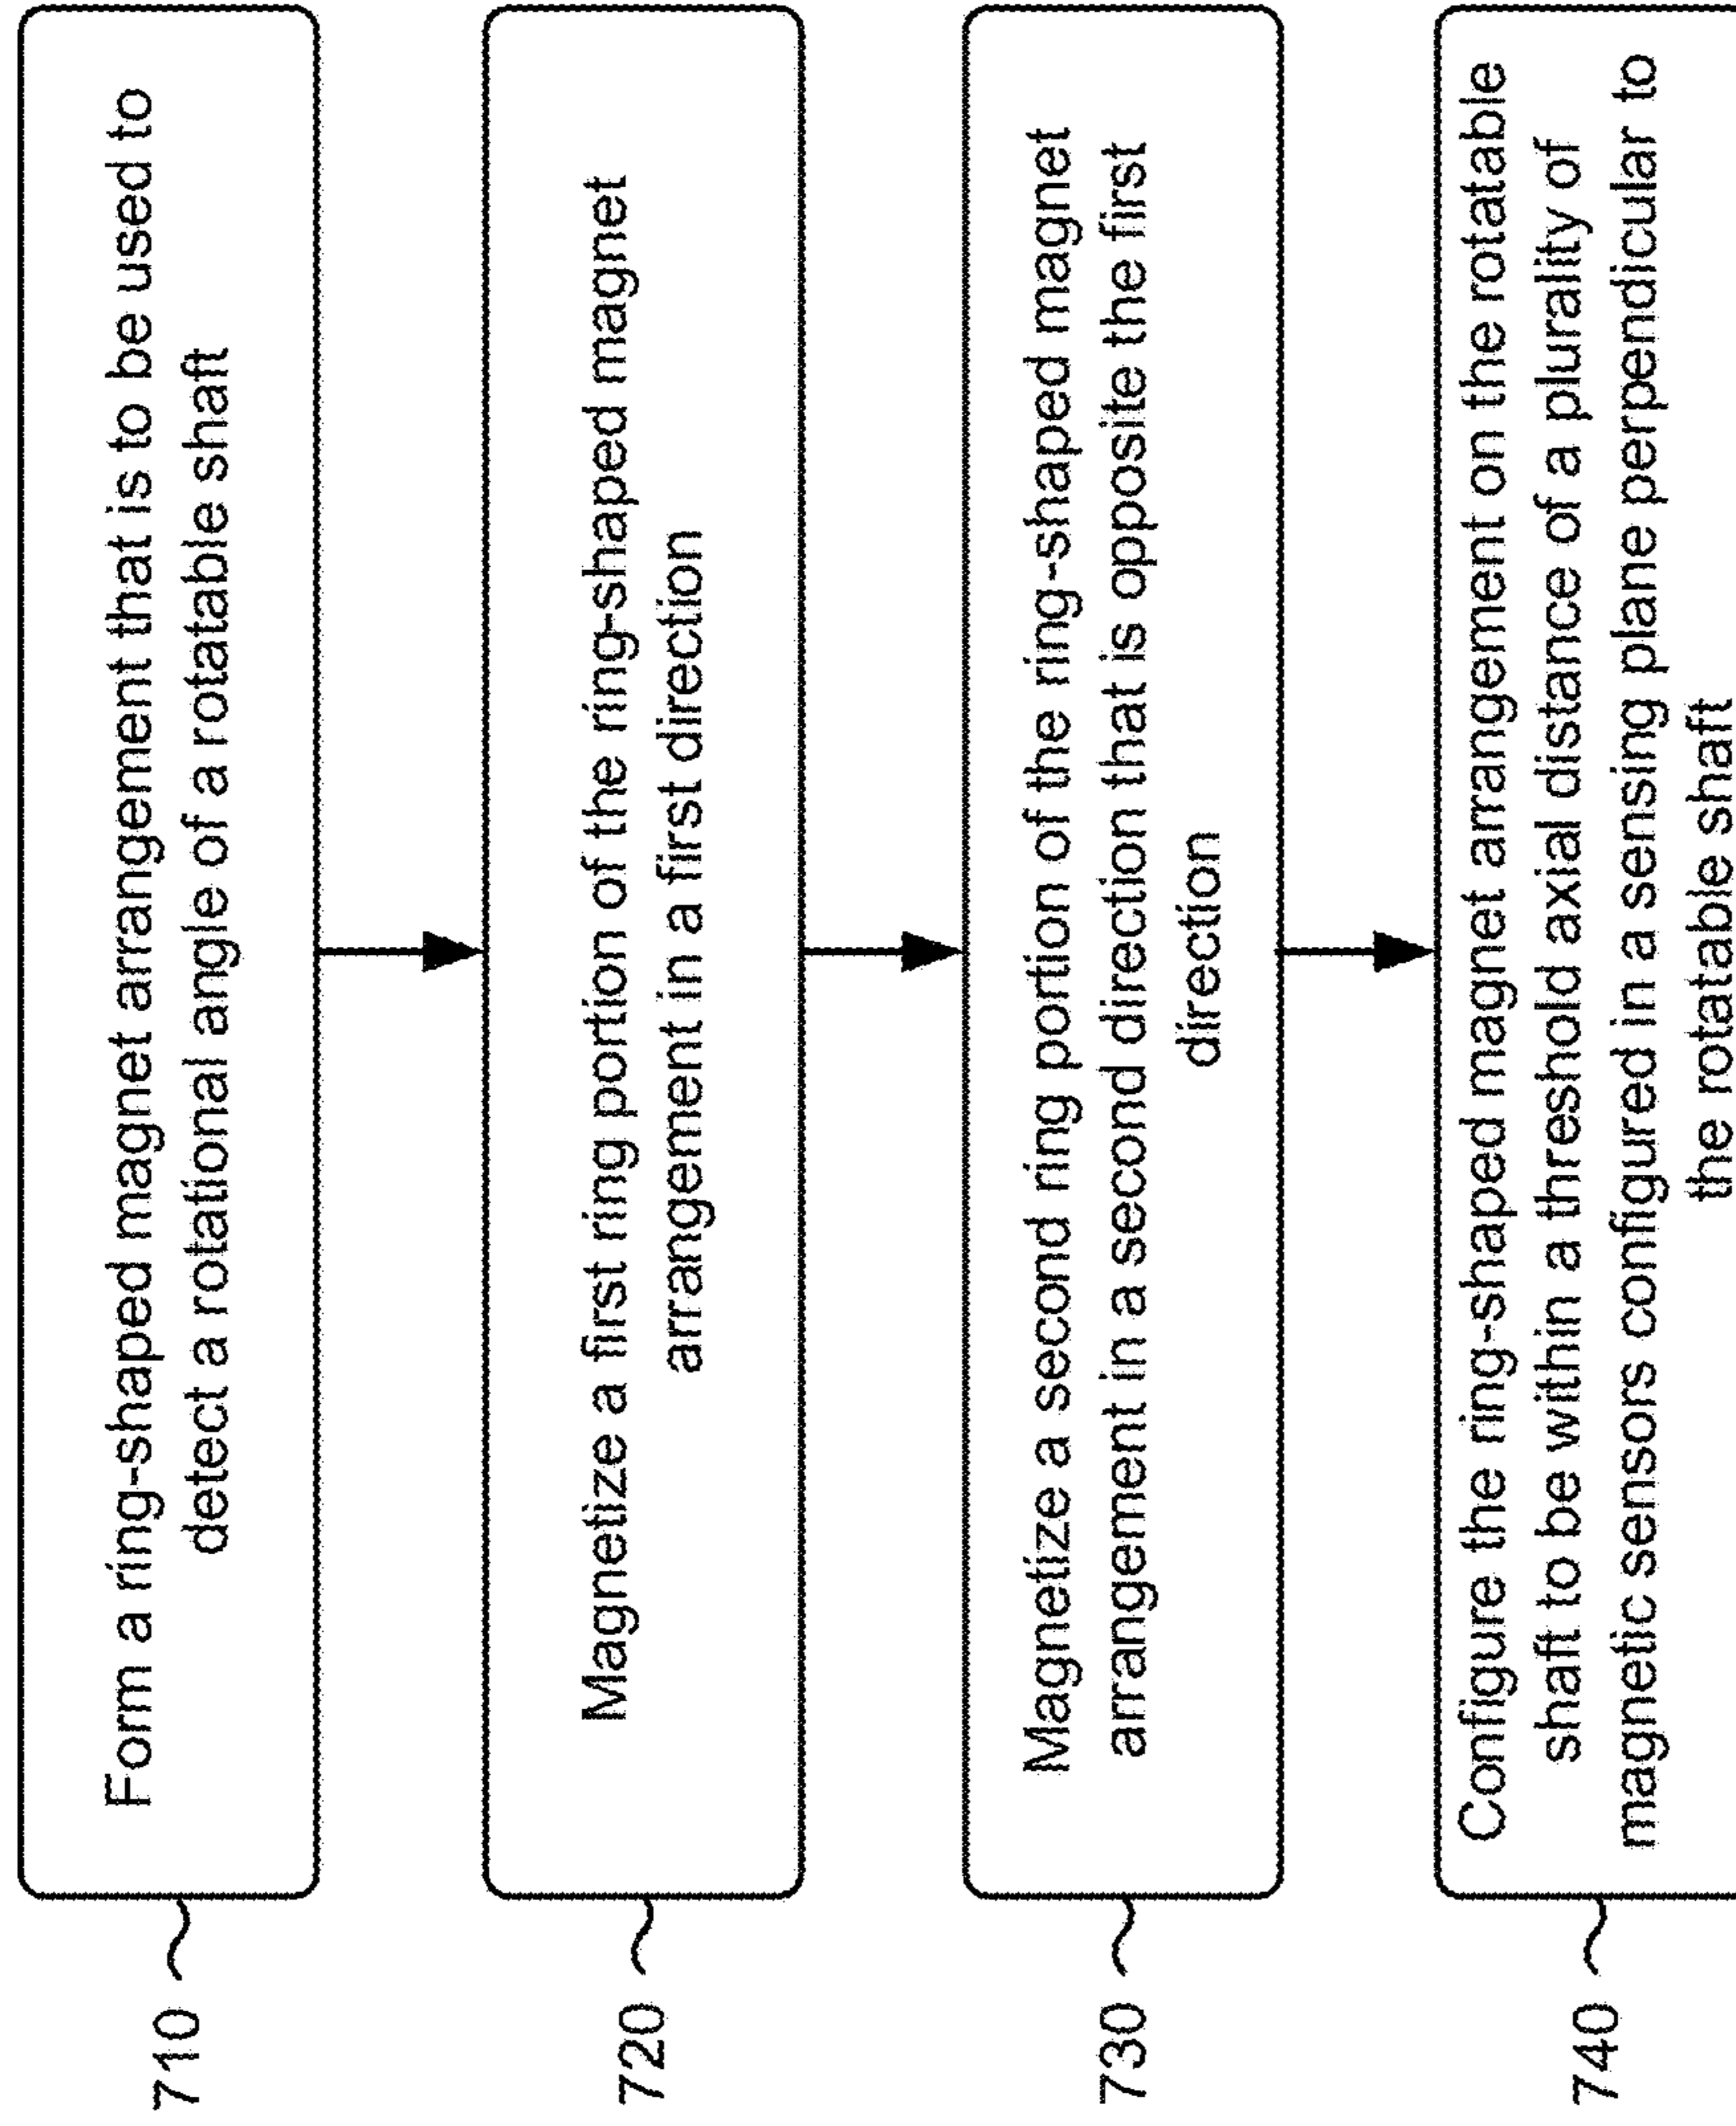 710
Form a ring-shaped magnet arrangement that is to be used to
detect a rotational angle of a rotatable shaft
720
Magnetize a first ring portion of the ring-shaped magnet
arrangement in a first direction
730
Magnetize a second ring portion of the ring-shaped magnet
arrangement in a second direction that is opposite the first
direction
740
Configure the ring-shaped magnet arrangement on the rotatable
shaft to be within a threshold axial distance of a plurality of
magnetic sensors configured in a sensing plane perpendicular to
the rotatable shaft